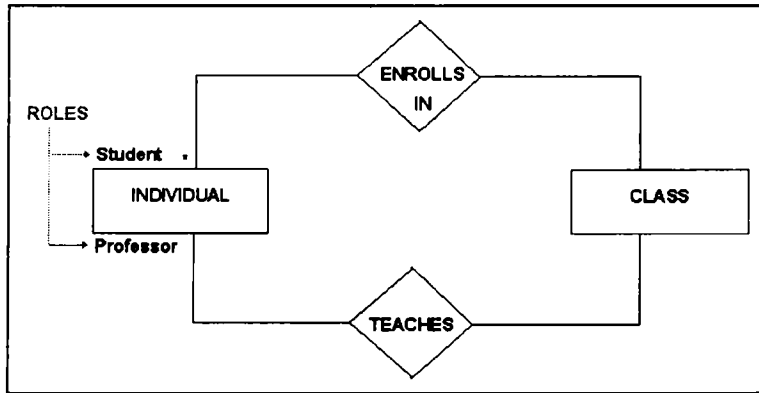 ENROLLS
IN
ROLES
Student
INDIVIDUAL
CLASS
Professor
TEACHES